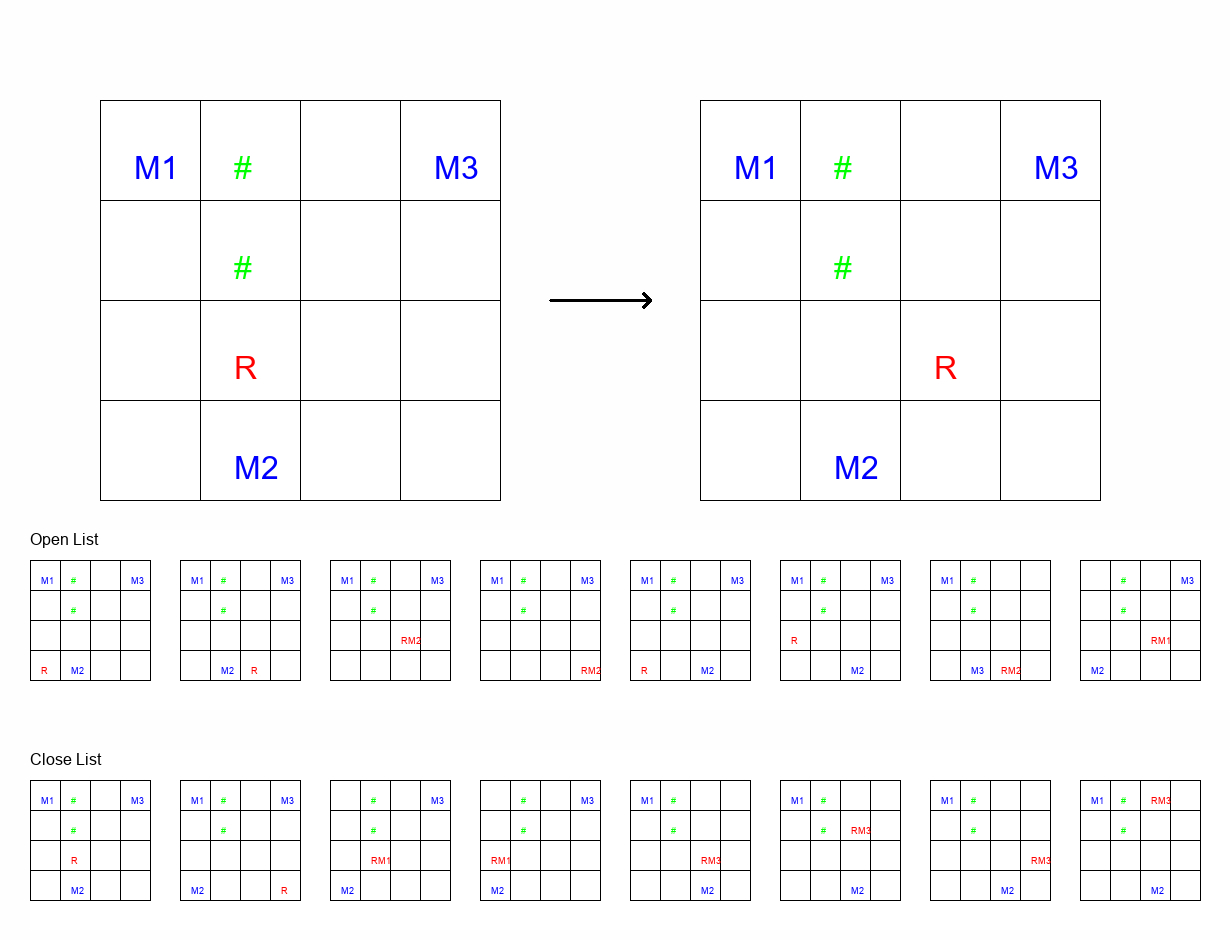 M1 # M3 M1 # M3
# #
R R
M2 M2
Open List
M1 # M3 M1 # M3 M1 # M3 M1 # M3 M1 # M3 M1 # M3 M1 # # M3
# # # # # # # #
RM2 R RM1
R M2 M2 R RM2 R M2 M2 M3 RM2 M2
Close List
M1 # M3 M1 # M3 # M3 # M3 M1 # M1 # M1 # M1 # RM3
# # # # # # RM3 # #
R RM1 RM1 RM3 RM3
M2 M2 R M2 M2 M2 M2 M2 M2